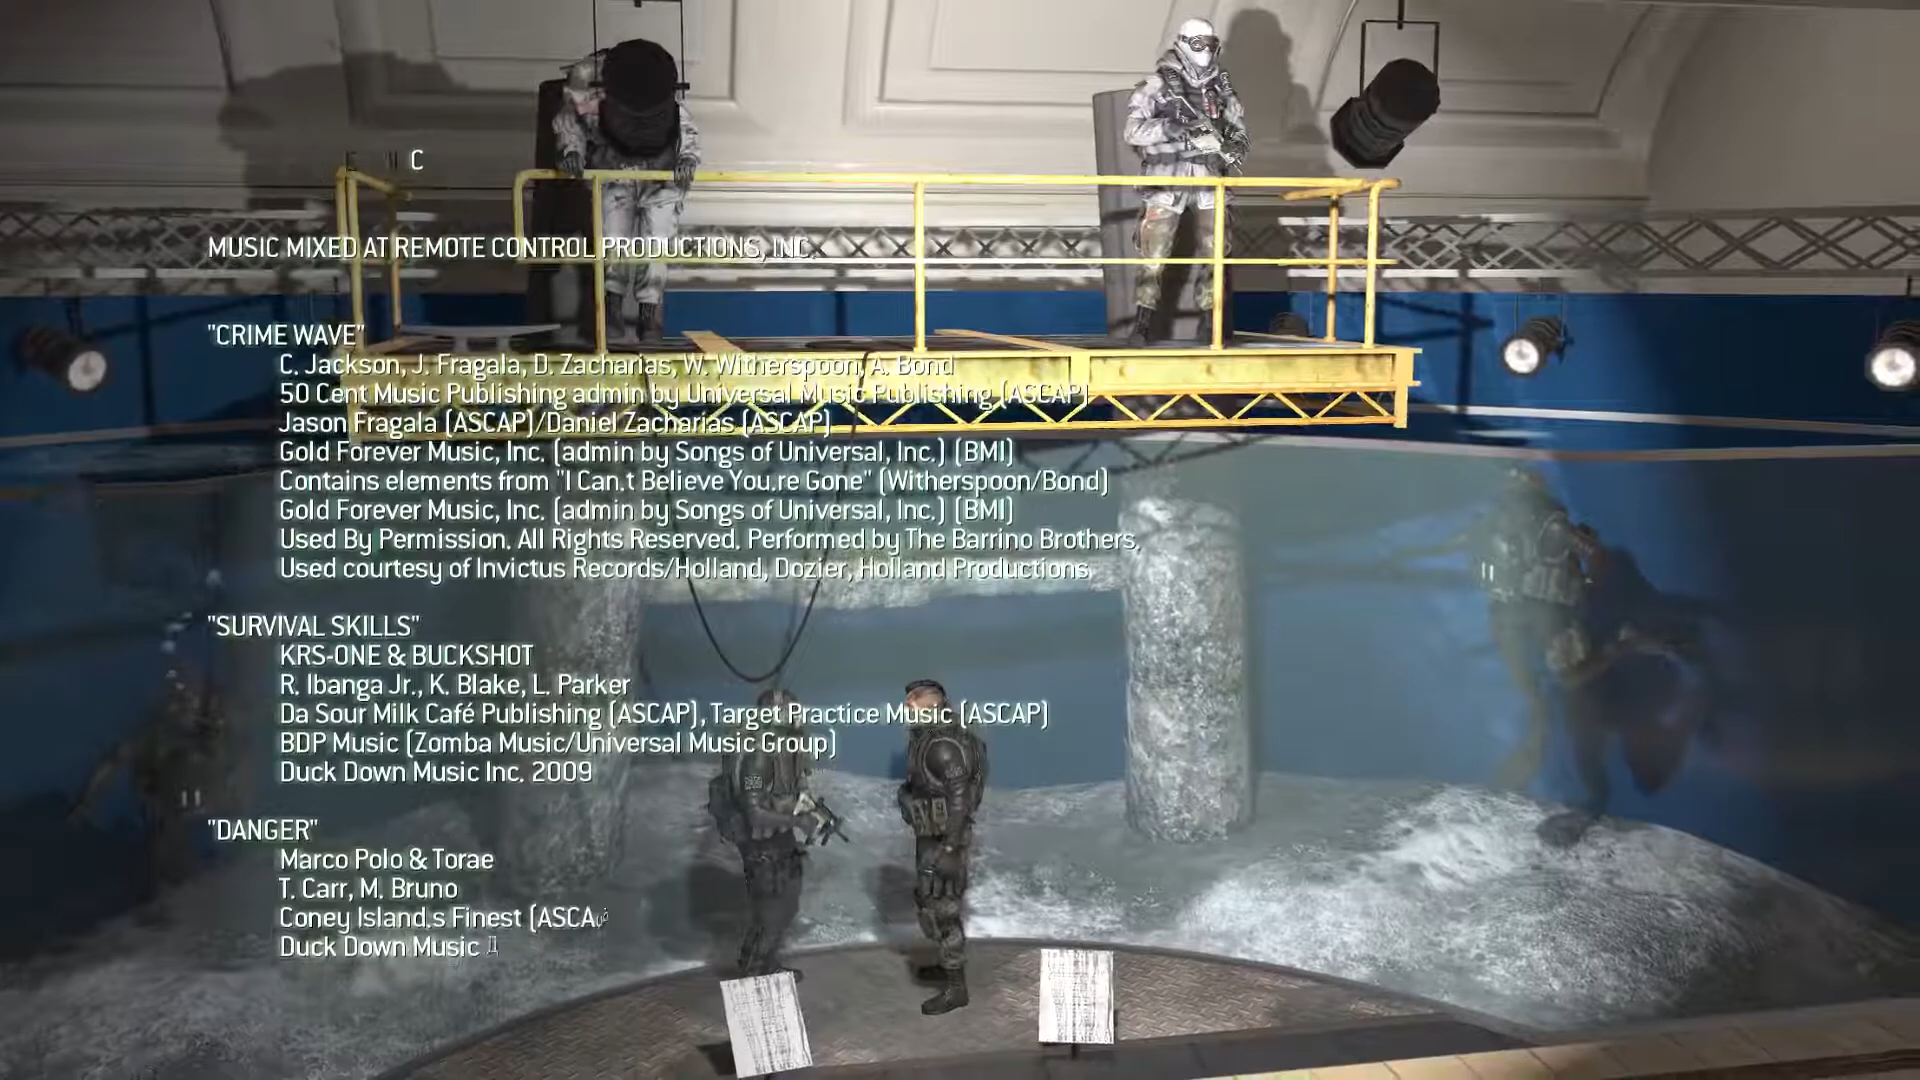 MUSIC MIXED AT REMOTE CONTROL PRODUCTIONS, INC.
"CRIME WAVE"
C. Jackson, J. Fragala, D. Zacharias, W. Witherspoon, A. Bond
50 Cent Music Publishing admin by Universal Music Publishing (ASCAP)
Jason Fragala (ASCAP)/Daniel Zacharias (ASCAP)
Gold Forever Music, Inc. (admin by Songs of Universal, Inc.) (BMI)
Contains elements from "I Can.t Believe You.re Gone" (Witherspoon/Bond)
Gold Forever Music, Inc. (admin by Songs of Universal, Inc.) (BMI)
Used By Permission. All Rights Reserved. Performed by The Barrino Brothers.
Used courtesy of Invictus Records/Holland, Dozier, Holland Productions.
"SURVIVAL SKILLS"
KRS-ONE & BUCKSHOT
R. Ibanga Jr., K. Blake, L. Parker
Da Sour Milk Café Publishing (ASCAP), Target Practice Music (ASCAP)
BDP Music (Zomba Music/Universal Music Group)
Duck Down Music Inc. 2009
"DANGER"
Marco Polo & Torae
T. Carr, M. Bruno
Coney Island.s Finest (ASCA
Duck Down Music